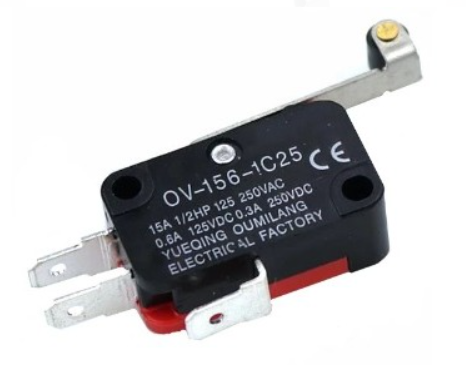 OV-156-1C25 CE
15A 1/2HP 125 250VAC
0.6A 125VDC 0.3A 250VDC
YUEQING OUMILANG
ELECTRICAL FACTORY